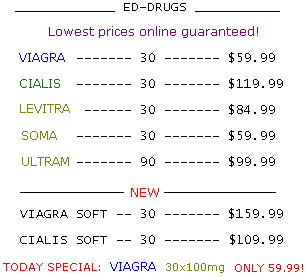 ED-DRUGS
Lowest prices online guaranteed!
VIAGRA ------- 30 ------- $59.99
CIALIS ------- 30 ------- $119.99
LEVITRA ------ 30 ------- $84.99
SOMA ------- 30 ------- $59.99
ULTRAM ------- 90 ------- $99.99
NEW
VIAGRA SOFT -- 30 ------- $159.99
CIALIS SOFT -- 30 ------- $109.99
TODAY SPECIAL: VIAGRA 30x100mg ONLY 59.99!